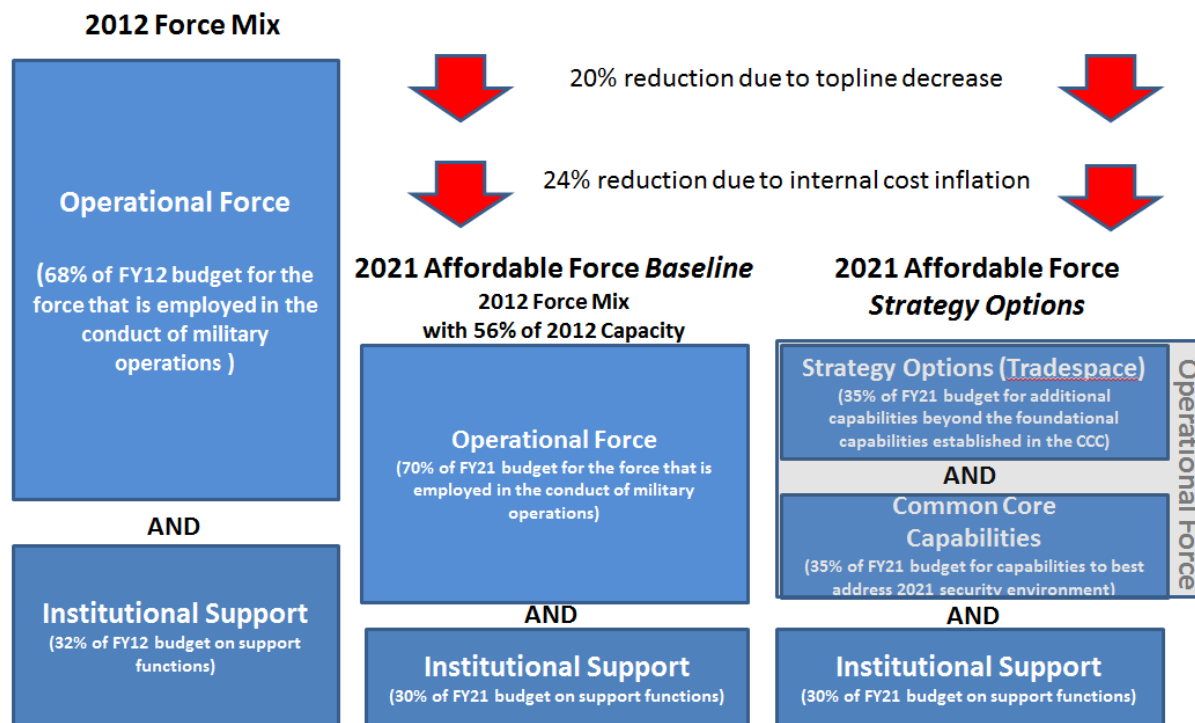 2012 Force Mix
Operational Force
(68% of FY12 budget for the
force that is employed in the
conduct of military
operations )
AND
Institutional Support
(32% of FY12 budget on support
functions)
20% reduction due to topline decrease
24% reduction due to internal cost inflation
2021 Affordable Force Baseline
2012 Force Mix
with 56% of 2012 Capacity
Operational Force
(70% of FY21 budget for the force that is
employed in the conduct of military
operations)
AND
Institutional Support
(30% of FY21 budget on support functions)
2021 Affordable Force
Strategy Options
Strategy Options (Tradespace)
(35% of FY21 budget for additional
capabilities beyond the foundational
capabilities established in the CCC)
AND
Common Core
Capabilities
(35% of FY21 budget for capabilities to best
address 2021 security environment)
Operational Force
AND
Institutional Support
(30% of FY21 budget on support functions)